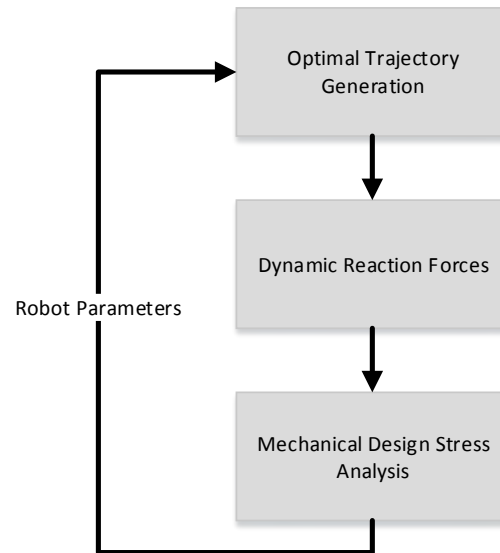 Optimal Trajectory
Generation
Dynamic Reaction Forces
Robot Parameters
Mechanical Design Stress
Analysis